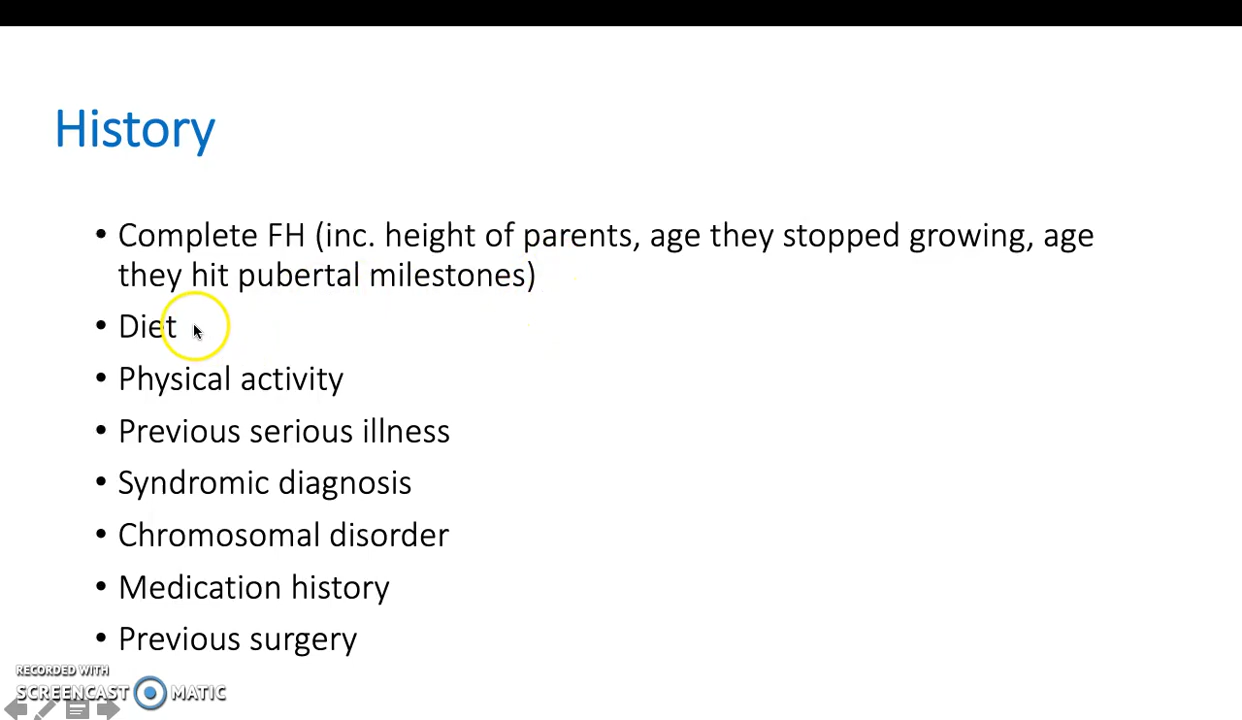 History
• Complete FH (inc. height of parents, age they stopped growing, age
they hit pubertal milestones)
• Diet
• Physical activity
• Previous serious illness
• Syndromic diagnosis
• Chromosomal disorder
• Medication history
• Previous surgery
RECORDED WITH
SCREENCAST MATIC